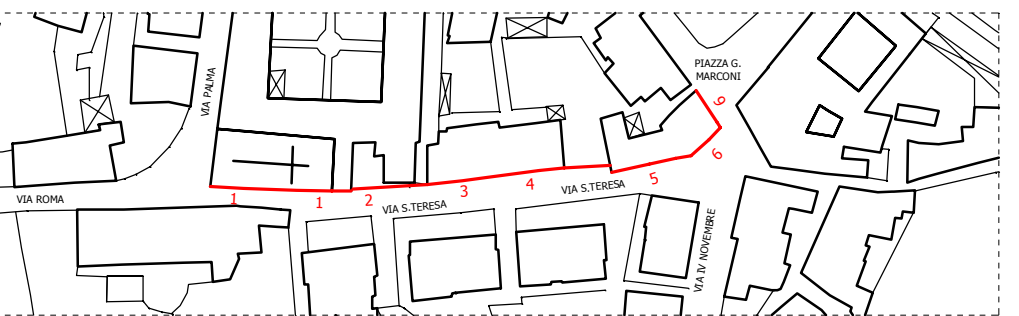 PIAZZA G.
MARCONI
VIA PALMA
9
6
5
VIA S.TERESA
4
3
2
1
1
VIA ROMA
VIA S.TERESA
VIA IV NOVEMBRE